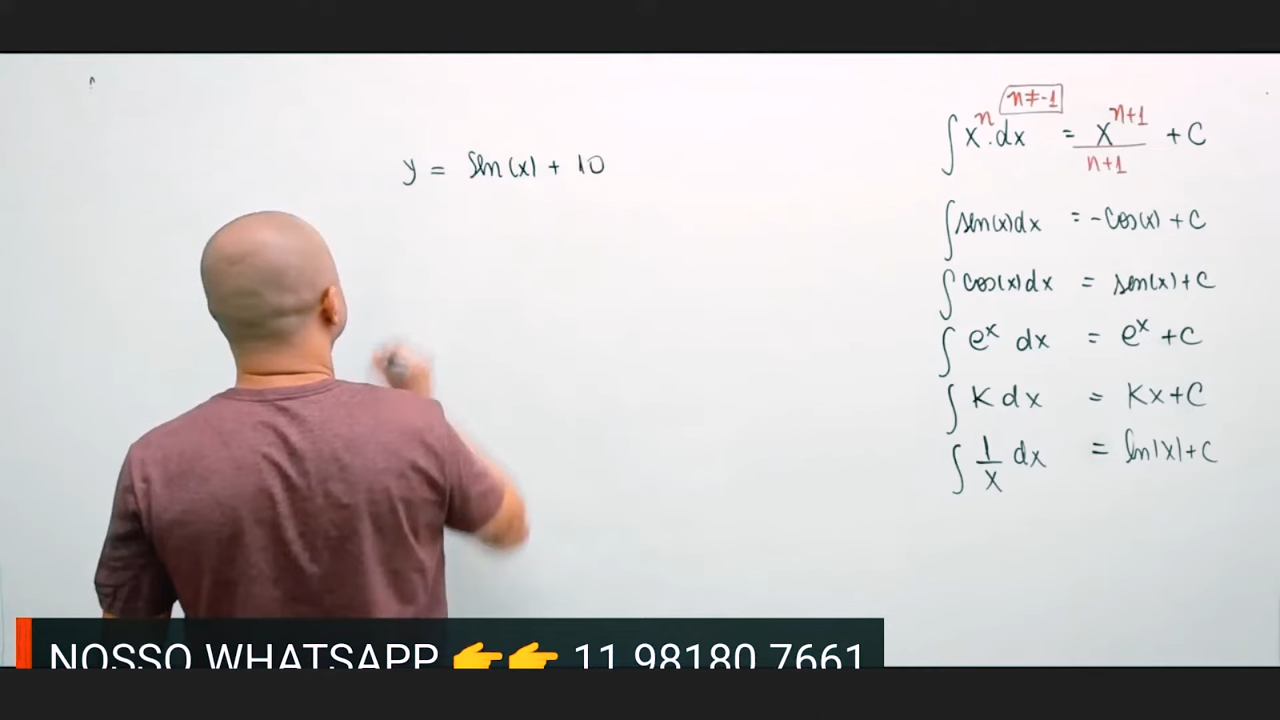 y = sen(x) + 10
∫ xⁿ.dx n≠-1 = xⁿ⁺¹/n+1 + C
∫ sen(x)dx = -cos(x) + C
∫ cos(x)dx = sen(x)+C
∫ eˣ dx = eˣ +C
∫ K dx = Kx+C
∫ 1/x dx = ln|x|+C
NOSSO WHATSAPP 👉👉 11 98180 7661